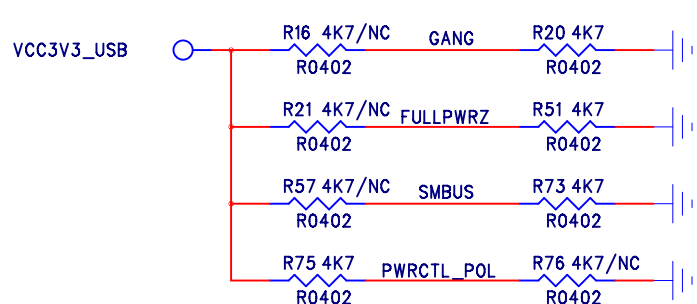 R16 4K7/NC GANG R20 4K7
VCC3V3_USB
R0402 R0402
R21 4K7/NC FULLPWRZ R51 4K7
R0402 R0402
R57 4K7/NC SMBUS R73 4K7
R0402 R0402
R75 4K7 PWRCTL_POL R76 4K7/NC
R0402 R0402